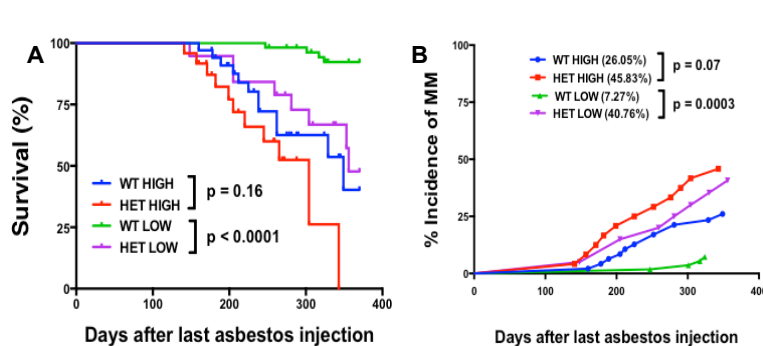 A
Survival (%)
100
75
50
25
0
WT HIGH
HET HIGH
p = 0.16
WT LOW
HET LOW
p < 0.0001
0 100 200 300 400
Days after last asbestos injection
B
% Incidence of MM
100
75
50
25
0
WT HIGH (26.05%)
HET HIGH (45.83%)
p = 0.07
WT LOW (7.27%)
HET LOW (40.76%)
p = 0.0003
0 100 200 300
Days after last asbestos injection